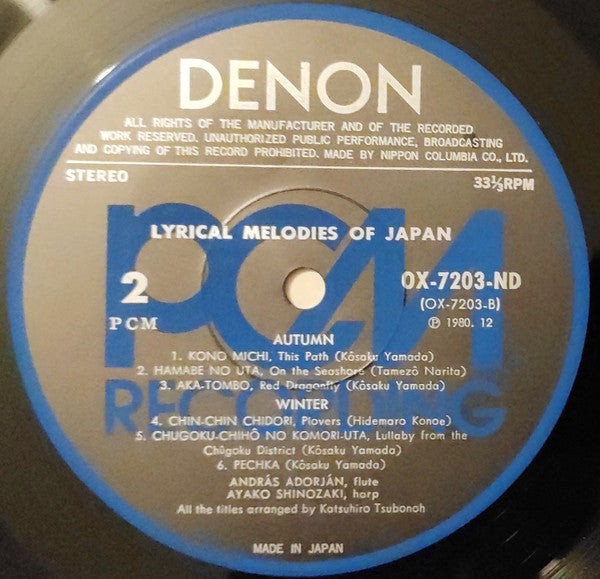 DENON
ALL RIGHTS OF THE MANUFACTURER AND OF THE RECORDED
WORK RESERVED. UNAUTHORIZED PUBLIC PERFORMANCE, BROADCASTING
AND COPYING OF THIS RECORD PROHIBITED. MADE BY NIPPON COLUMBIA CO., LTD.
STEREO
33⅓RPM
PCM
RECORDING
LYRICAL MELODIES OF JAPAN
2
PCM
OX-7203-ND
(OX-7203-B)
Ⓟ 1980. 12
AUTUMN
1. KONO MICHI, This Path (Kôsaku Yamada)
2. HAMABE NO UTA, On the Seashore (Tamezô Narita)
3. AKA-TOMBO, Red Dragonfly (Kôsaku Yamada)
WINTER
4. CHIN-CHIN CHIDORI, Plovers (Hidemaro Konoe)
5. CHUGOKU-CHIHÔ NO KOMORI-UTA, Lullaby from the
Chûgoku District (Kôsaku Yamada)
6. PECHKA (Kôsaku Yamada)
ANDRÁS ADORJÁN, flute
AYAKO SHINOZAKI, harp
All the titles arranged by Katsuhiro Tsubonoh
MADE IN JAPAN